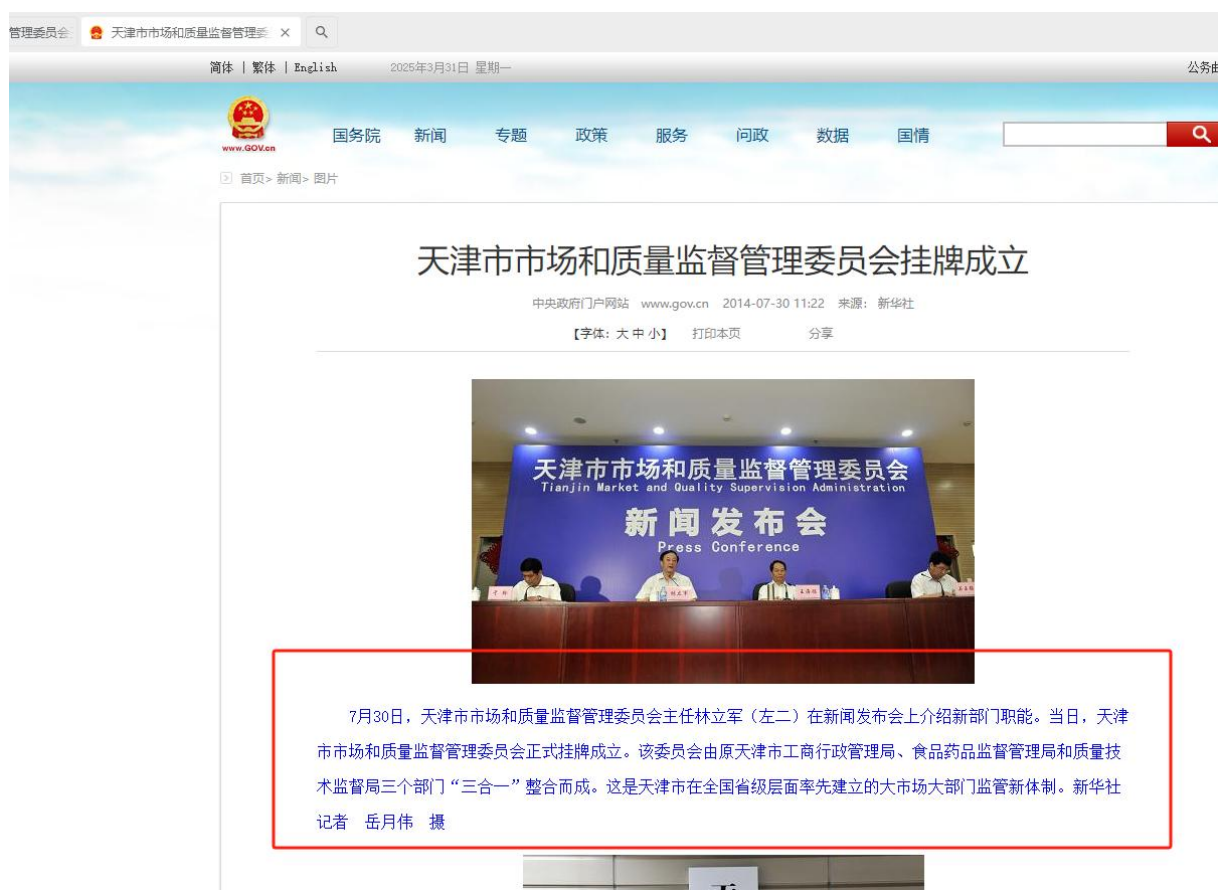 管理委员会
天津市市场和质量监督管理委 ×
简体 | 繁体 | English 2025年3月31日 星期一 公务邮
www.GOV.cn
国务院 新闻 专题 政策 服务 问政 数据 国情
首页> 新闻> 图片
天津市市场和质量监督管理委员会挂牌成立
中央政府门户网站 www.gov.cn 2014-07-30 11:22 来源: 新华社
【字体: 大 中 小】 打印本页 分享
天津市市场和质量监督管理委员会
Tianjin Market and Quality Supervision Administration
新闻发布会
Press Conference
林立军
7月30日，天津市市场和质量监督管理委员会主任林立军（左二）在新闻发布会上介绍新部门职能。当日，天津
市市场和质量监督管理委员会正式挂牌成立。该委员会由原天津市工商行政管理局、食品药品监督管理局和质量技
术监督局三个部门“三合一”整合而成。这是天津市在全国省级层面率先建立的大市场大部门监管新体制。新华社
记者 岳月伟 摄